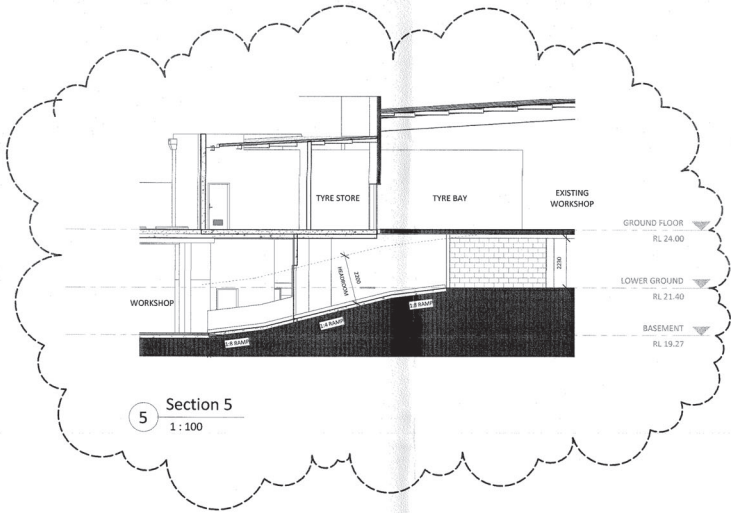 TYRE STORE
TYRE BAY
EXISTING
WORKSHOP
GROUND FLOOR
RL 24.00
2200
HEADROOM
2230
LOWER GROUND
RL 21.40
WORKSHOP
1:8 RAMP
1:4 RAMP
1:8 RAMP
BASEMENT
RL 19.27
5
Section 5
1 : 100